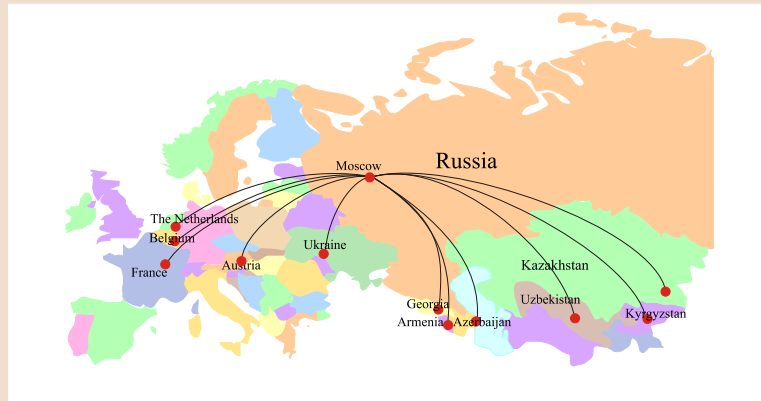 Moscow
Russia
The Netherlands
Belgium
Ukraine
France
Austria
Kazakhstan
Georgia
Uzbekistan
Armenia
Azerbaijan
Kyrgyzstan